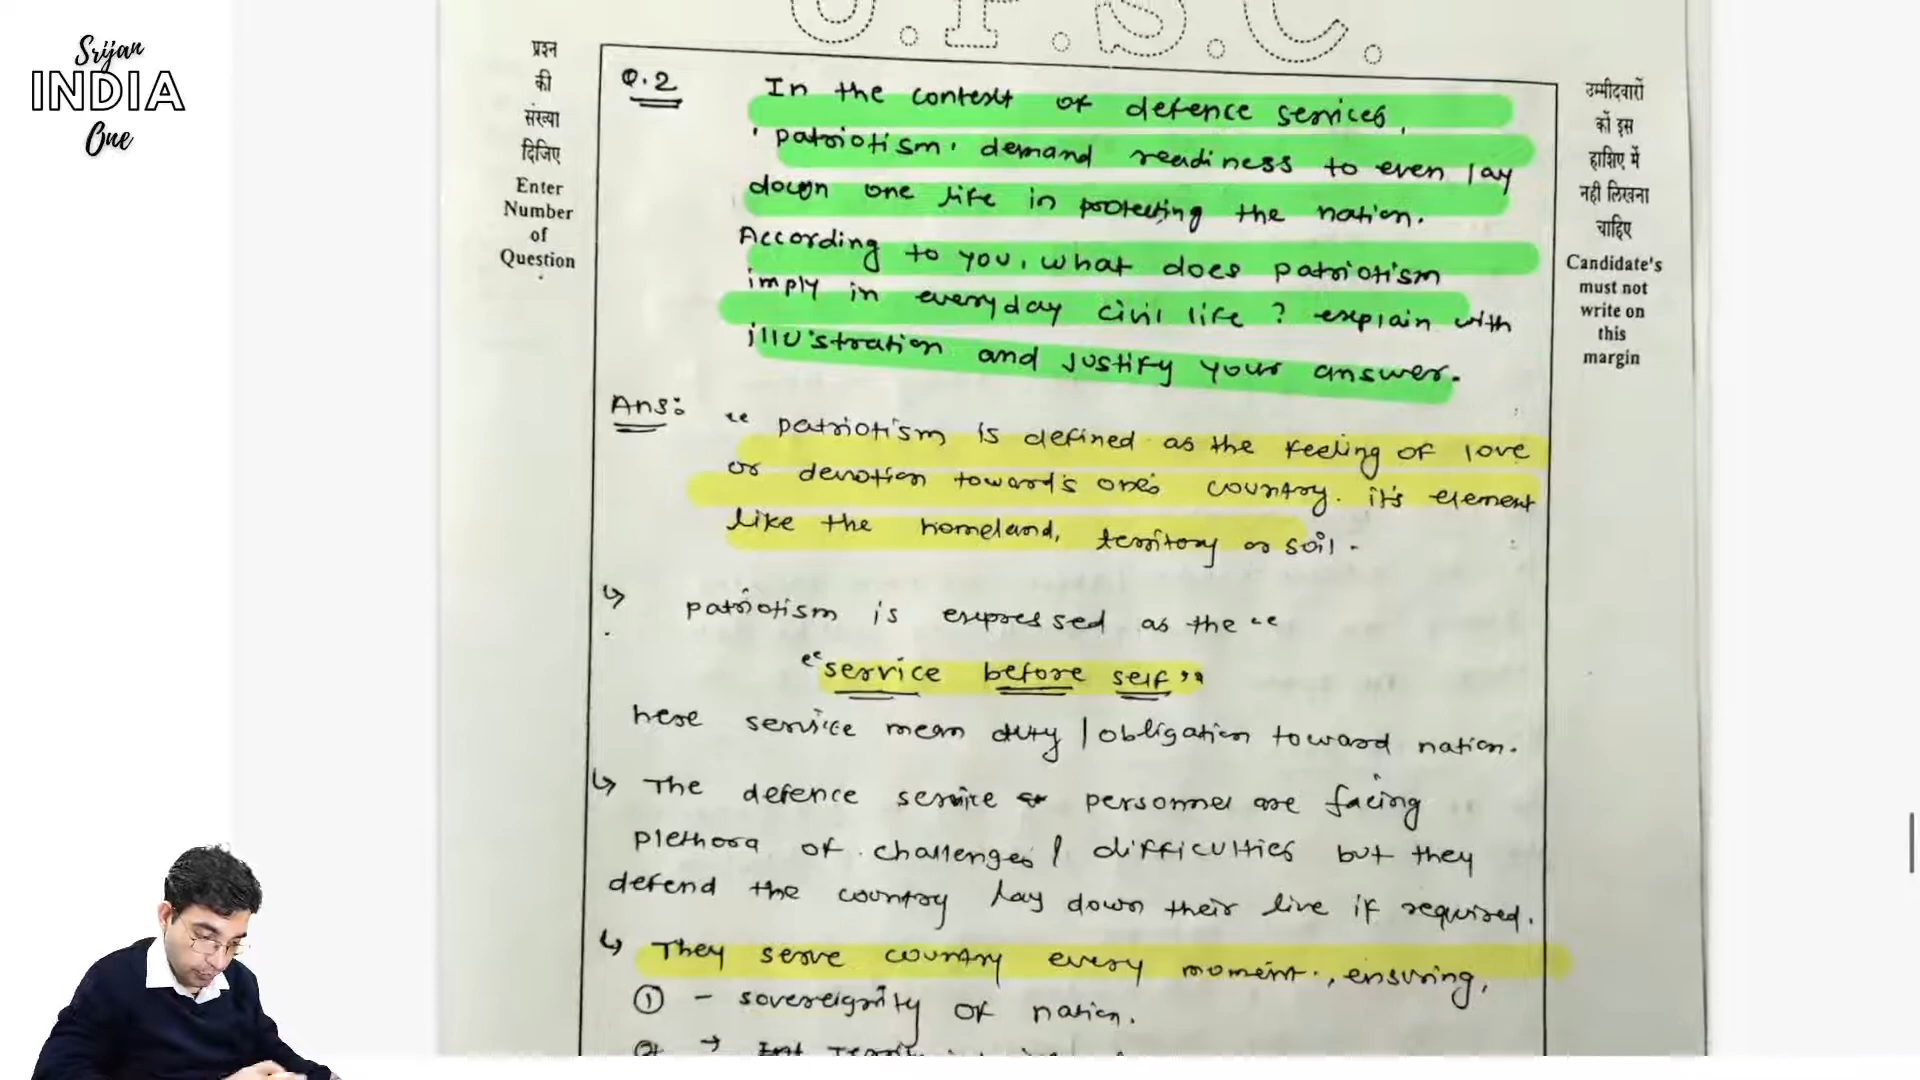 Srijan
INDIA
One
U.P.S.C.
प्रश्न
की
संख्या
दिजिए
Enter
Number
of
Question
उम्मीदवारों
कों इस
हाशिए में
नही लिखना
चाहिए
Candidate's
must not
write on
this
margin
Q.2
In the context of defence services,
'patriotism' demand readiness to even lay
down one life in protecting the nation.
According to you, what does patriotism
imply in everyday civil life ? explain with
illustration and justify your answer.
Ans:
“ patriotism is defined as the feeling of love
or devotion toward's one's country. it's element
like the homeland, territory or soil.
↳ patriotism is expressed as the “
“service before self”
here service mean duty / obligation toward nation.
↳ The defence service personnel are facing
plethora of challenges / difficulties but they
defend the country lay down their live if required.
↳ They serve country every moment, ensuring,
① - sovereignty of nation.